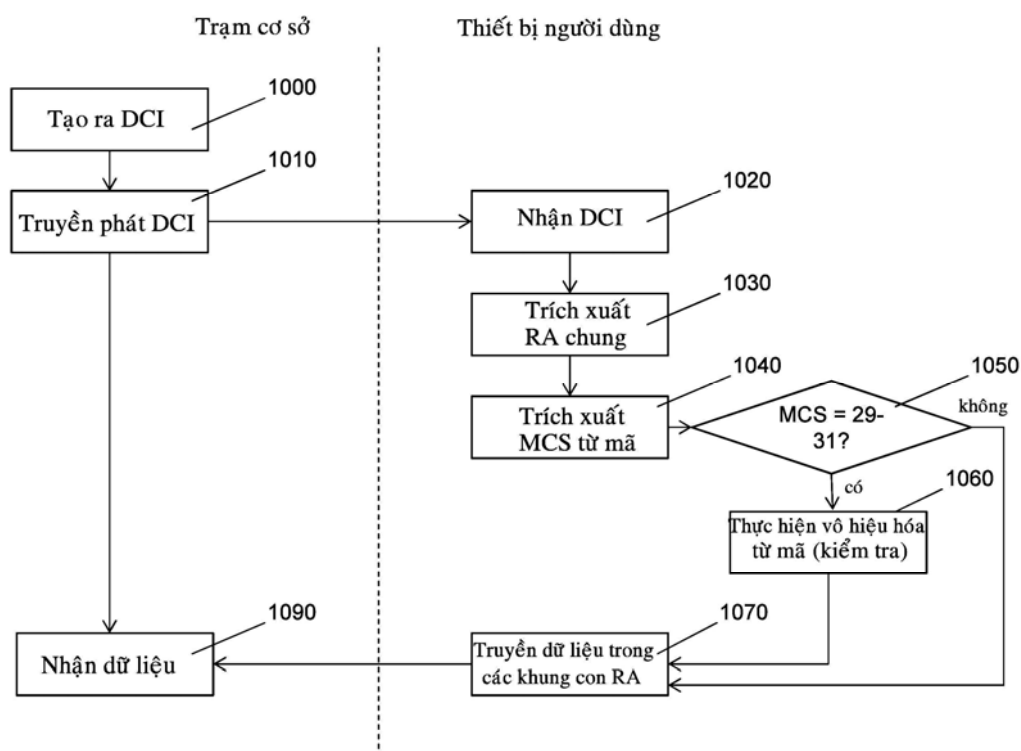 Trạm cơ sở
Thiết bị người dùng
1000
Tạo ra DCI
1010
Truyền phát DCI
1020
Nhận DCI
1030
Trích xuất
RA chung
1040
Trích xuất
MCS từ mã
1050
MCS = 29-
31?
không
có
1060
Thực hiện vô hiệu hóa
từ mã (kiểm tra)
1070
Truyền dữ liệu trong
các khung con RA
1090
Nhận dữ liệu